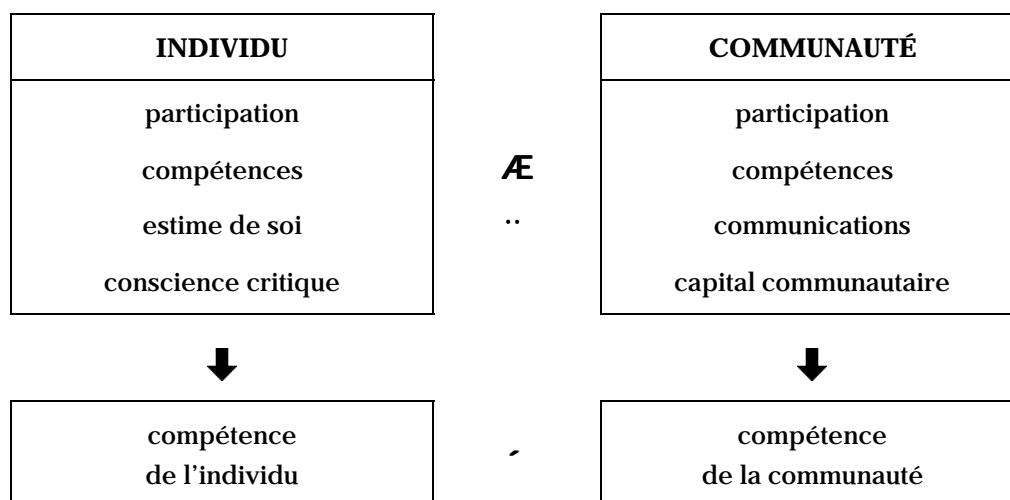 INDIVIDU
participation
compétences
estime de soi
conscience critique
Æ
¨
COMMUNAUTÉ
participation
compétences
communications
capital communautaire
compétence
de l'individu
´
compétence
de la communauté